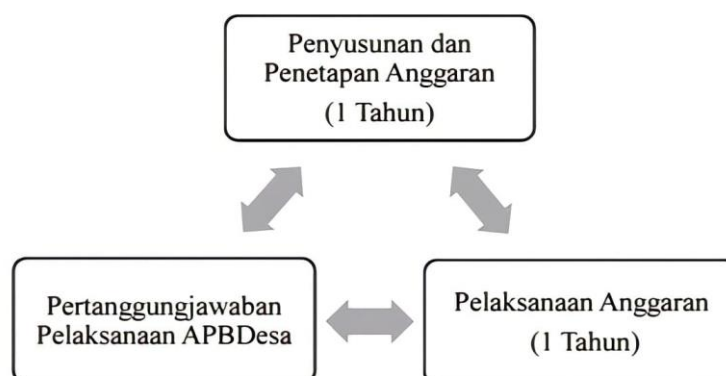 Penyusunan dan
Penetapan Anggaran
(1 Tahun)
Pertanggungjawaban
Pelaksanaan APBDesa
Pelaksanaan Anggaran
(1 Tahun)